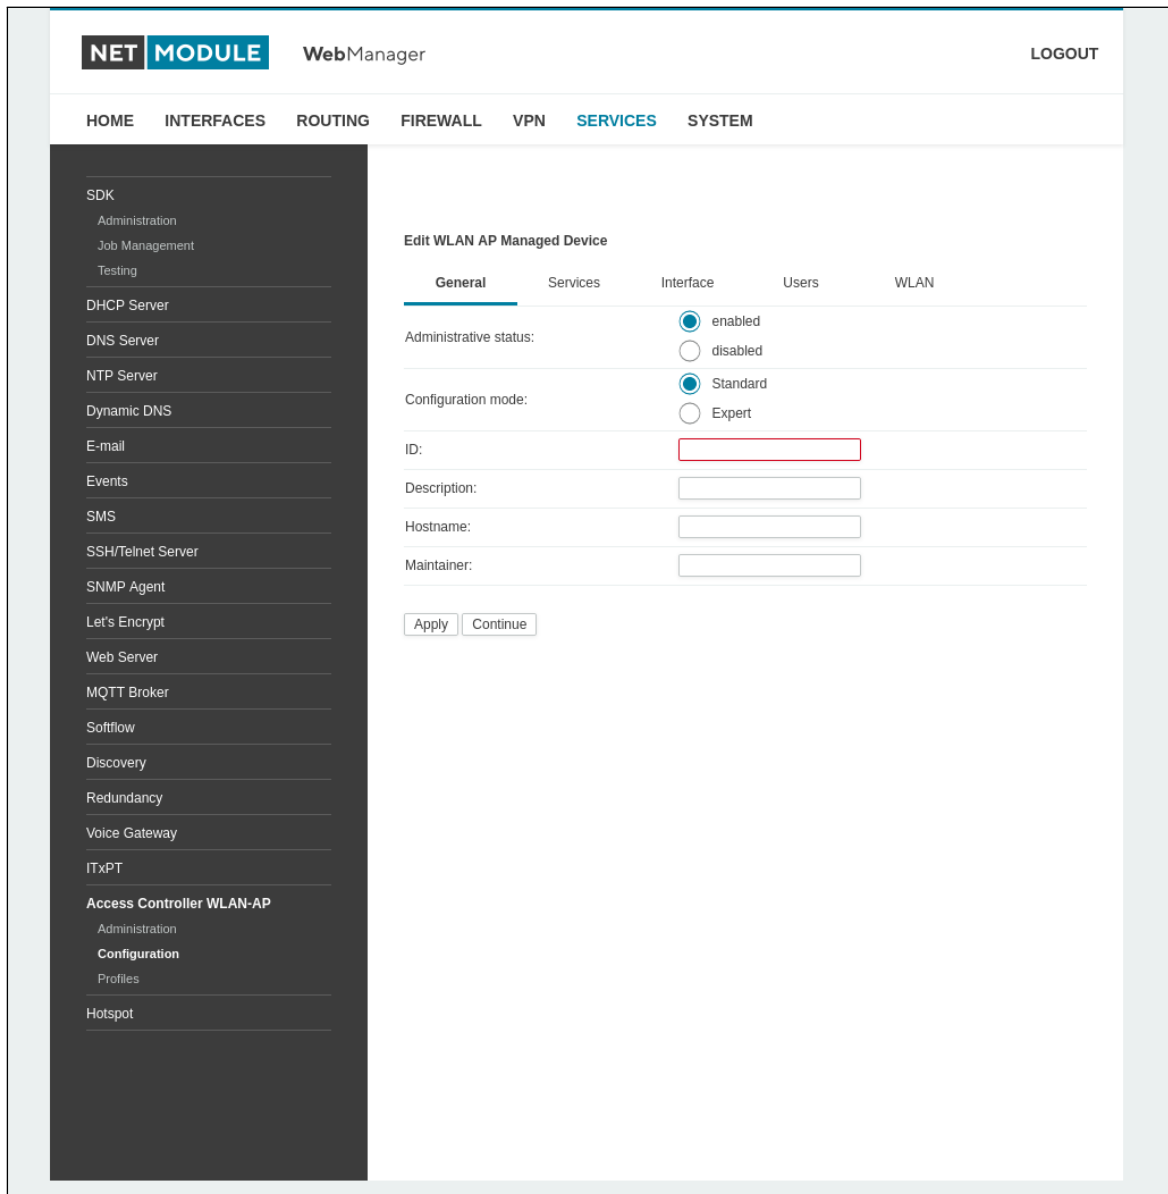 NET MODULE WebManager LOGOUT
HOME INTERFACES ROUTING FIREWALL VPN SERVICES SYSTEM
SDK
Administration
Job Management
Testing
DHCP Server
DNS Server
NTP Server
Dynamic DNS
E-mail
Events
SMS
SSH/Telnet Server
SNMP Agent
Let's Encrypt
Web Server
MQTT Broker
Softflow
Discovery
Redundancy
Voice Gateway
ITxPT
Access Controller WLAN-AP
Administration
Configuration
Profiles
Hotspot
Edit WLAN AP Managed Device
General Services Interface Users WLAN
Administrative status:
enabled
disabled
Configuration mode:
Standard
Expert
ID:
Description:
Hostname:
Maintainer:
Apply Continue